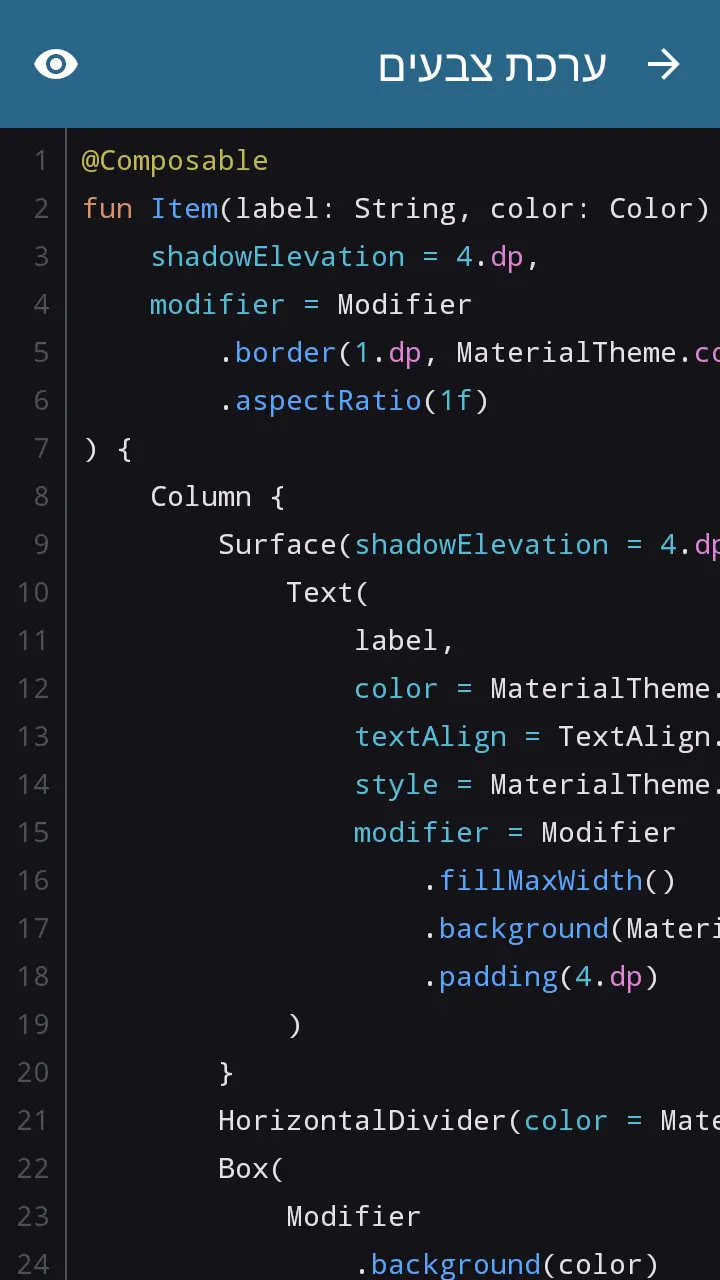 ערכת צבעים
1 @Composable
2 fun Item(label: String, color: Color)
3     shadowElevation = 4.dp,
4     modifier = Modifier
5         .border(1.dp, MaterialTheme.co
6         .aspectRatio(1f)
7 ) {
8     Column {
9         Surface(shadowElevation = 4.dp
10             Text(
11                 label,
12                 color = MaterialTheme.
13                 textAlign = TextAlign.
14                 style = MaterialTheme.
15                 modifier = Modifier
16                     .fillMaxWidth()
17                     .background(Materi
18                     .padding(4.dp)
19             )
20         }
21         HorizontalDivider(color = Mate
22         Box(
23             Modifier
24                 .background(color)